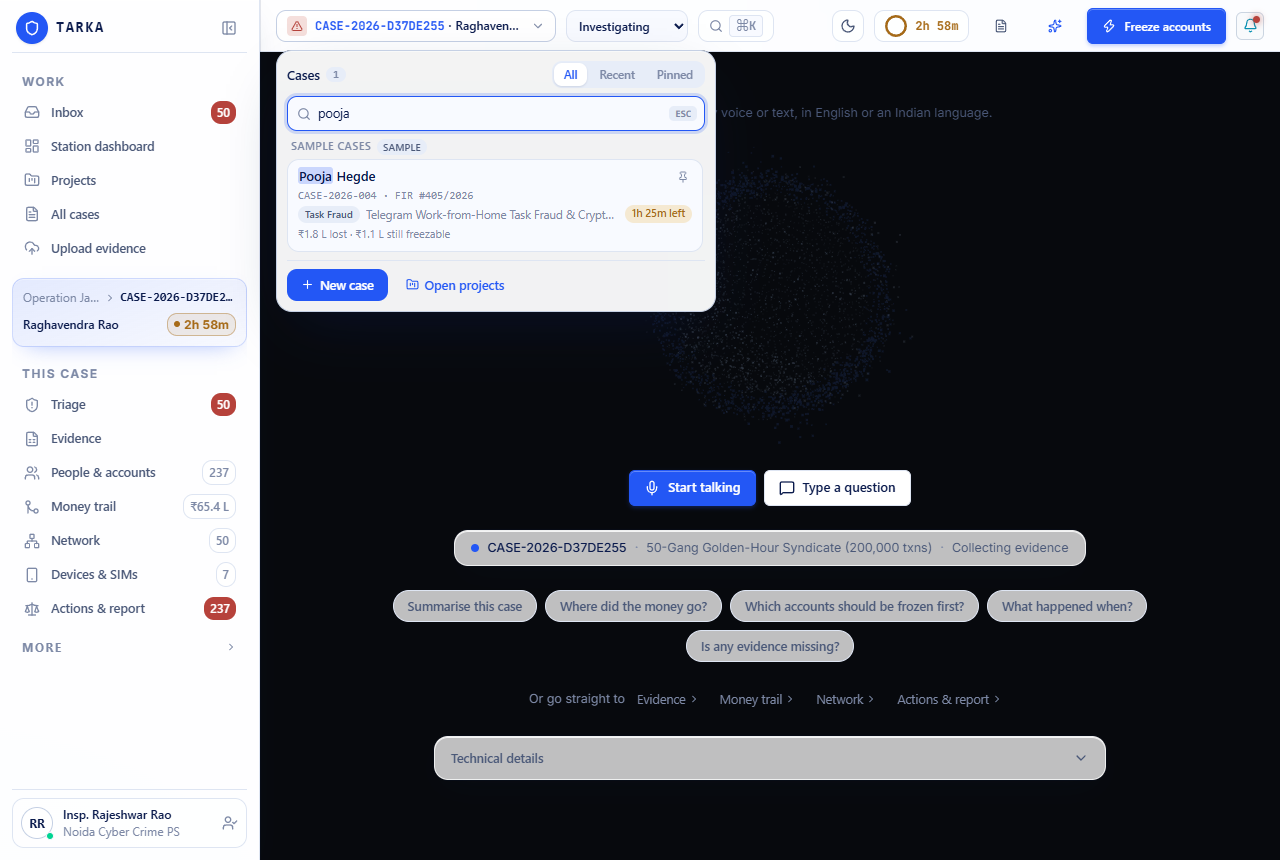 TARKA
WORK
Inbox 50
Station dashboard
Projects
All cases
Upload evidence
Operation Ja... > CASE-2026-D37DE2...
Raghavendra Rao 2h 58m
THIS CASE
Triage 50
Evidence
People & accounts 237
Money trail ₹65.4 L
Network 50
Devices & SIMs 7
Actions & report 237
MORE
RR
Insp. Rajeshwar Rao
Noida Cyber Crime PS
CASE-2026-D37DE255 · Raghaven...
Investigating
⌘K
2h 58m
Freeze accounts
Cases 1
All Recent Pinned
pooja ESC
SAMPLE CASES SAMPLE
Pooja Hegde
CASE-2026-004 • FIR #405/2026
Task Fraud Telegram Work-from-Home Task Fraud & Crypt... 1h 25m left
₹1.8 L lost · ₹1.1 L still freezable
+ New case
Open projects
voice or text, in English or an Indian language.
Start talking
Type a question
CASE-2026-D37DE255 · 50-Gang Golden-Hour Syndicate (200,000 txns) · Collecting evidence
Summarise this case
Where did the money go?
Which accounts should be frozen first?
What happened when?
Is any evidence missing?
Or go straight to Evidence > Money trail > Network > Actions & report >
Technical details